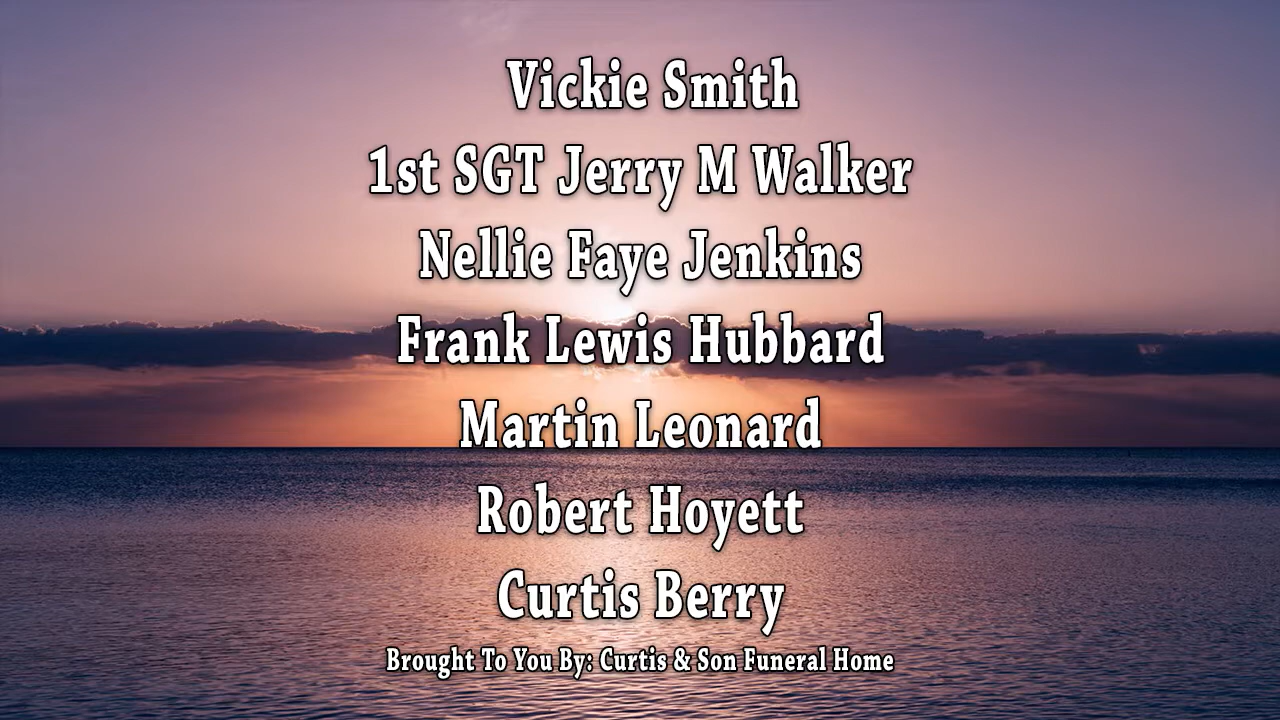 Vickie Smith
1st SGT Jerry M Walker
Nellie Faye Jenkins
Frank Lewis Hubbard
Martin Leonard
Robert Hoyett
Curtis Berry
Brought To You By: Curtis & Son Funeral Home